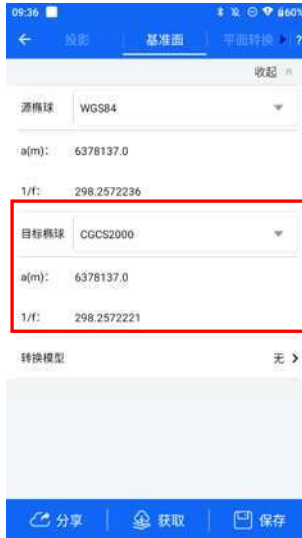 09:36 60%
投影 基准面 平面转换 ?
收起
源椭球 WGS84
a(m): 6378137.0
1/f: 298.2572236
目标椭球 CGCS2000
a(m): 6378137.0
1/f: 298.2572221
转换模型 无
分享 获取 保存